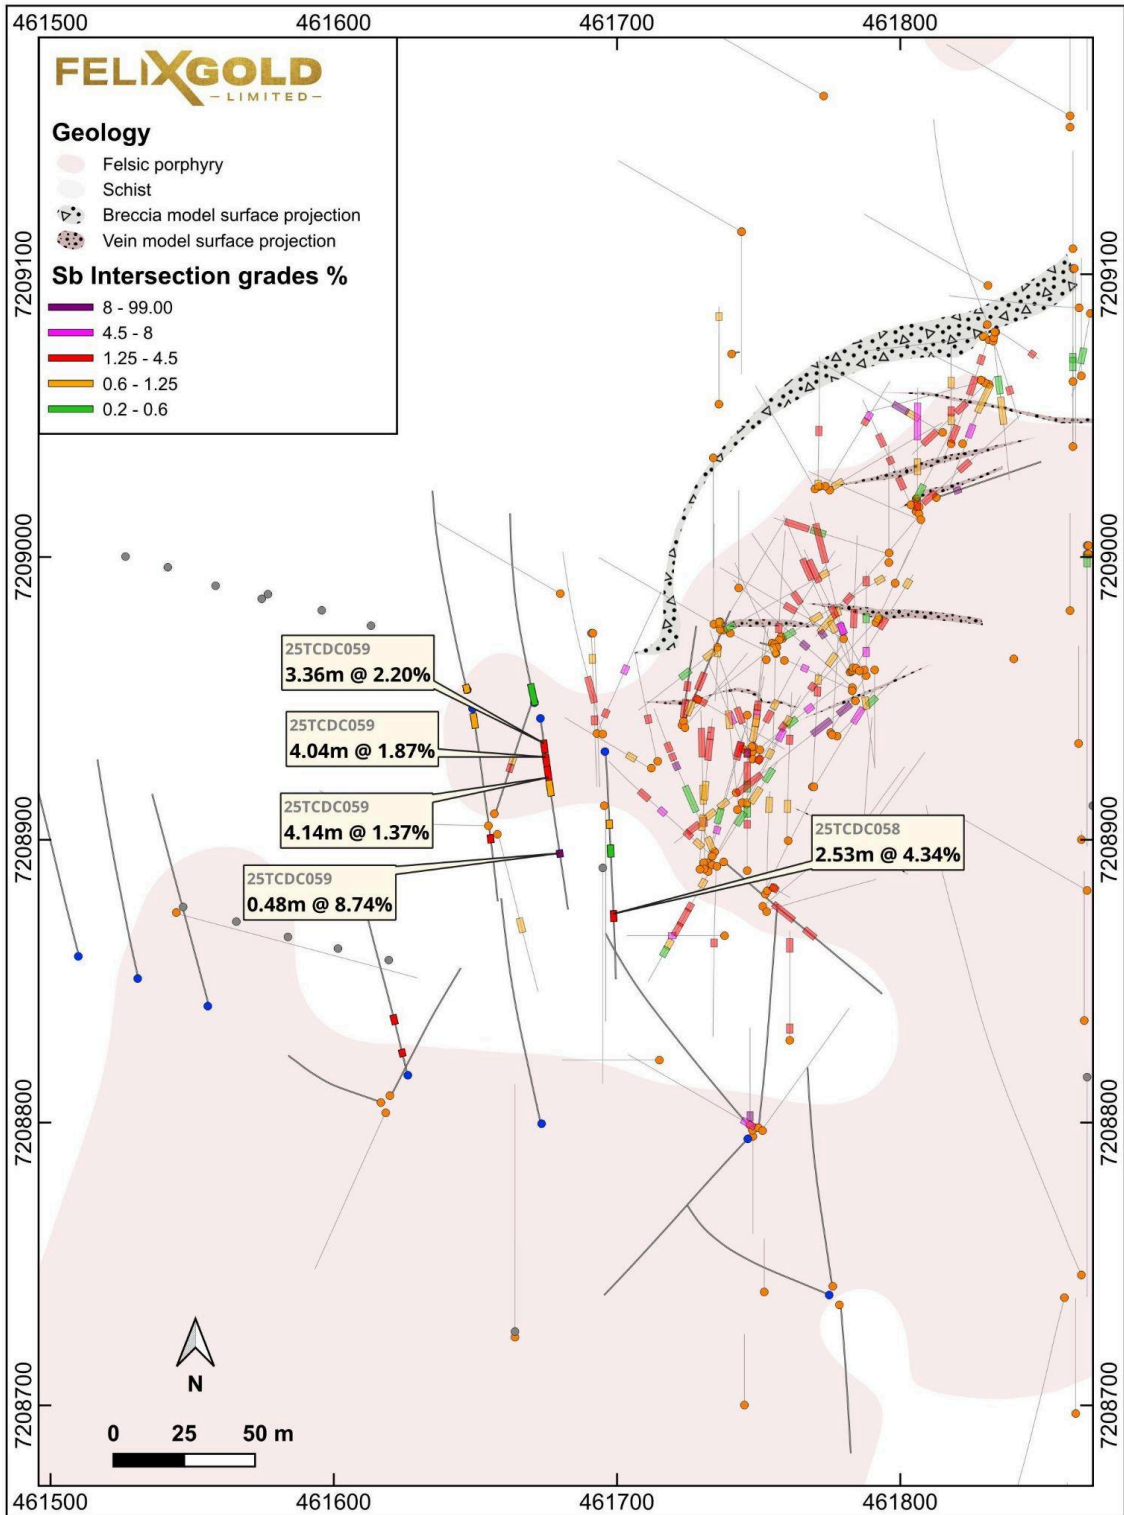 461500 461600 461700 461800
FELIXGOLD
LIMITED
Geology
Felsic porphyry
Schist
Breccia model surface projection
Vein model surface projection
Sb Intersection grades %
8 - 99.00
4.5 - 8
1.25 - 4.5
0.6 - 1.25
0.2 - 0.6
7209100 7209100
7209000 7209000
25TCDC059
3.36m @ 2.20%
25TCDC059
4.04m @ 1.87%
25TCDC059
4.14m @ 1.37%
25TCDC058
2.53m @ 4.34%
25TCDC059
0.48m @ 8.74%
7208900 7208900
7208800 7208800
7208700 7208700
N
0 25 50 m
461500 461600 461700 461800